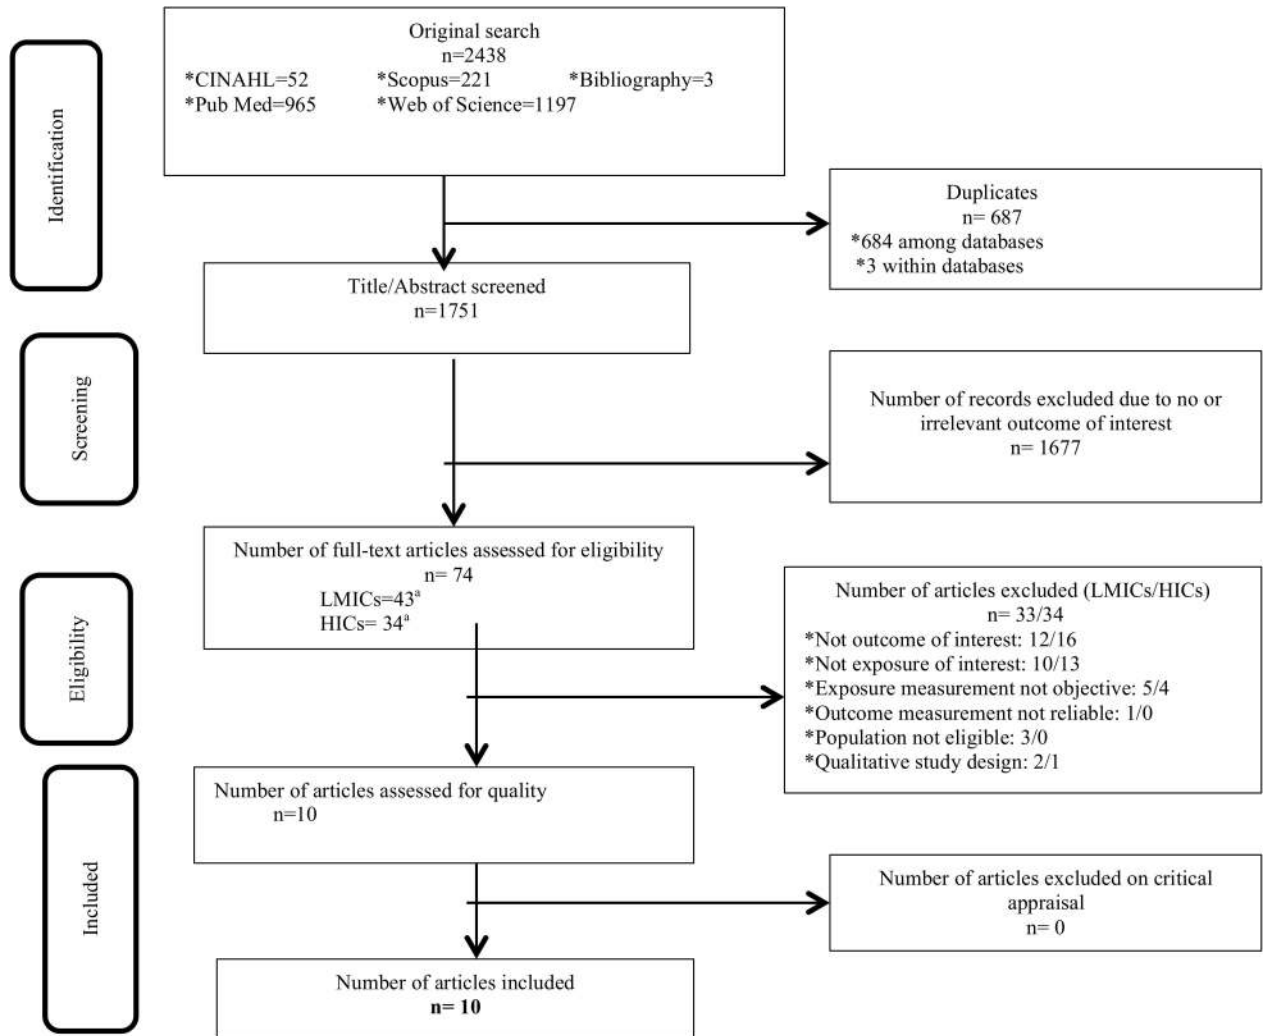 Identification
Original search
n=2438
*CINAHL=52 *Scopus=221 *Bibliography=3
*Pub Med=965 *Web of Science=1197
Duplicates
n= 687
*684 among databases
*3 within databases
Title/Abstract screened
n=1751
Screening
Number of records excluded due to no or
irrelevant outcome of interest
n= 1677
Number of full-text articles assessed for eligibility
n= 74
LMICs=43ª
HICs= 34ª
Eligibility
Number of articles excluded (LMICs/HICs)
n= 33/34
*Not outcome of interest: 12/16
*Not exposure of interest: 10/13
*Exposure measurement not objective: 5/4
*Outcome measurement not reliable: 1/0
*Population not eligible: 3/0
*Qualitative study design: 2/1
Number of articles assessed for quality
n=10
Included
Number of articles excluded on critical
appraisal
n= 0
Number of articles included
n= 10